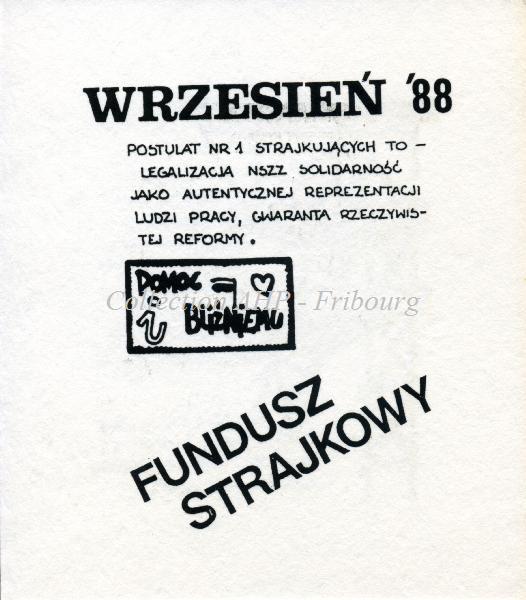 WRZESIEŃ '88
POSTULAT NR 1 STRAJKUJĄCYCH TO –
LEGALIZACJA NSZZ SOLIDARNOŚĆ
JAKO AUTENTYCZNEJ REPREZENTACJI
LUDZI PRACY, GWARANTA RZECZYWIS-
TEJ REFORMY.
POMOC
BLIŹNIEMU
Collection AHP - Fribourg
FUNDUSZ
STRAJKOWY